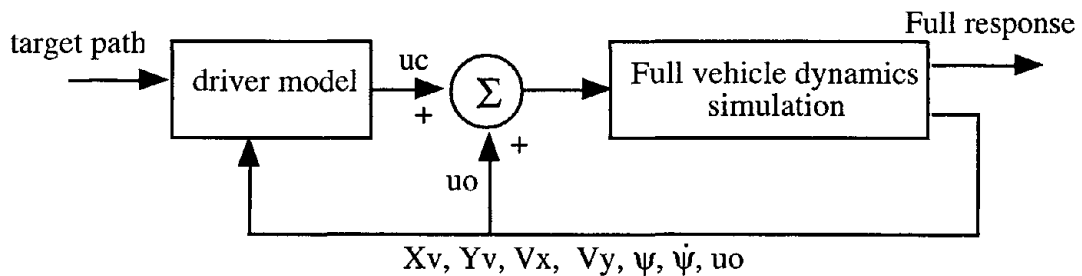 Full response
target path
driver model
uc
+
Σ
Full vehicle dynamics
simulation
+
uo
Xv, Yv, Vx, Vy, ψ, ψ̇, uo